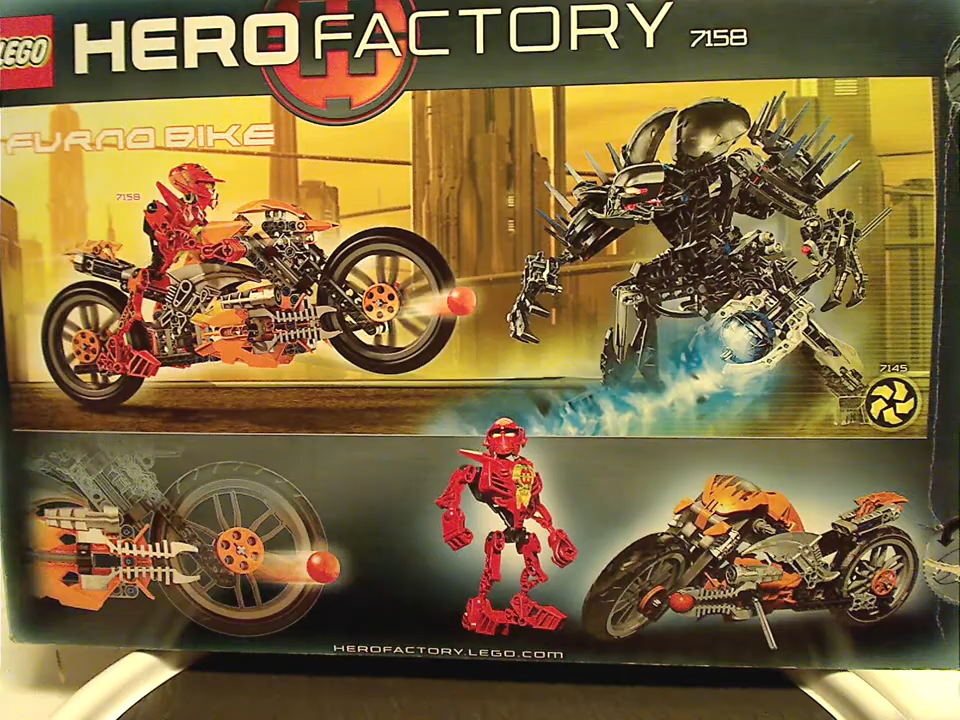 LEGO HERO FACTORY 7158
FURNO BIKE
7158
7145
HEROFACTORY.LEGO.COM